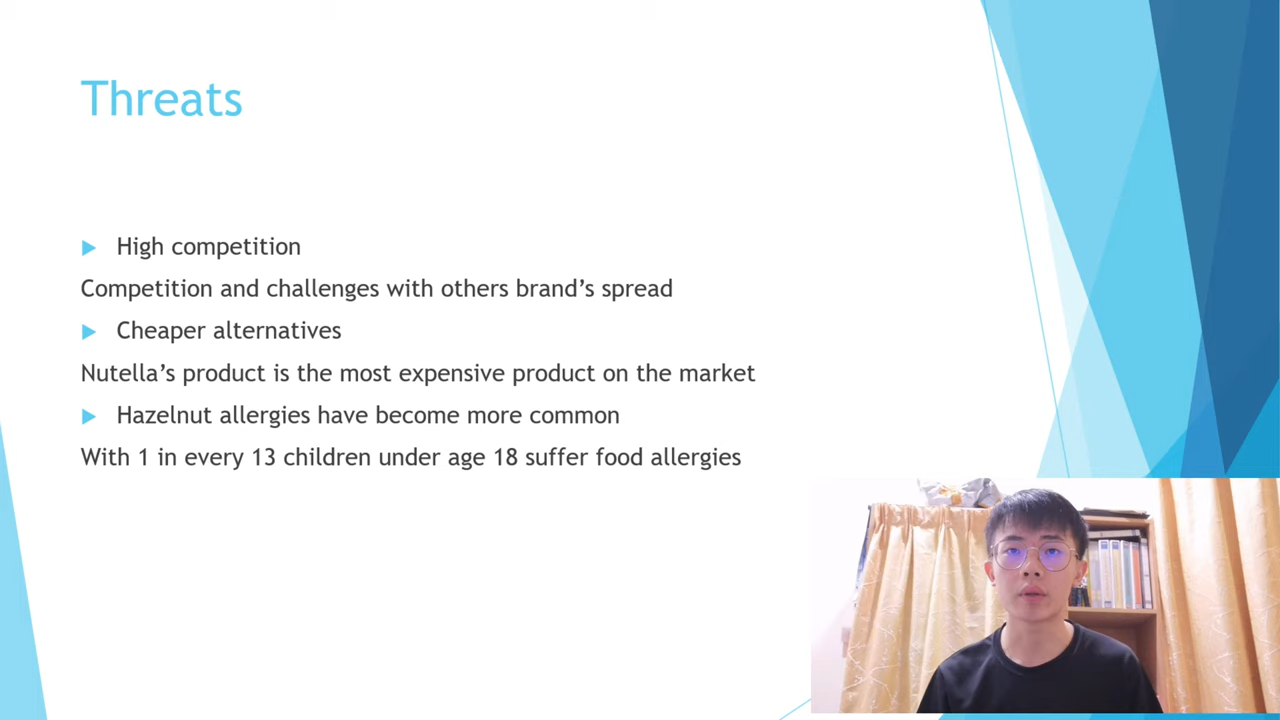 Threats
High competition
Competition and challenges with others brand’s spread
Cheaper alternatives
Nutella’s product is the most expensive product on the market
Hazelnut allergies have become more common
With 1 in every 13 children under age 18 suffer food allergies